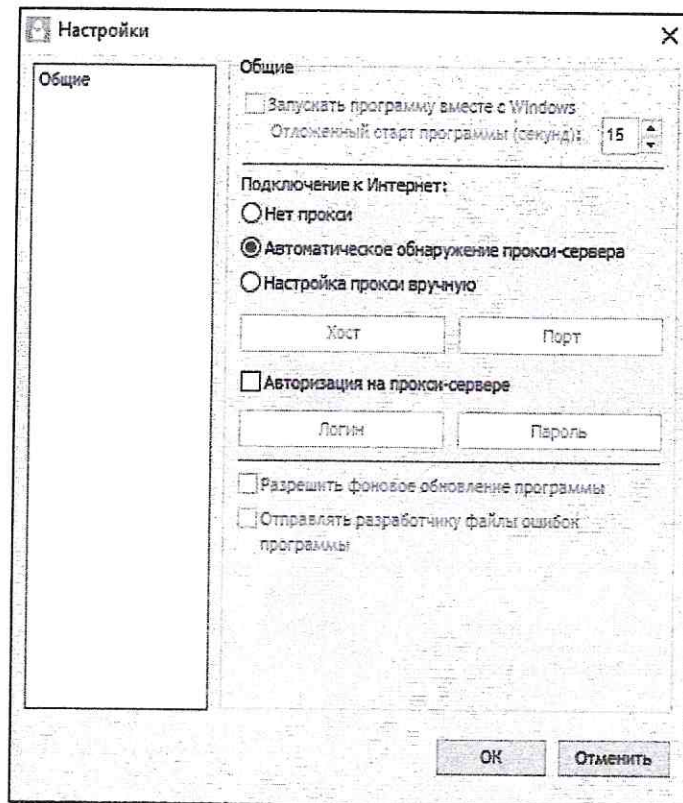 Настройки
Общие
Общие
Запускать программу вместе с Windows
Отложенный старт программы (секунд):
15
Подключение к Интернет:
Нет прокси
Автоматическое обнаружение прокси-сервера
Настройка прокси вручную
Хост
Порт
Авторизация на прокси-сервере
Логин
Пароль
Разрешить фоновое обновление программы
Отправлять разработчику файлы ошибок
программы
ОК
Отменить